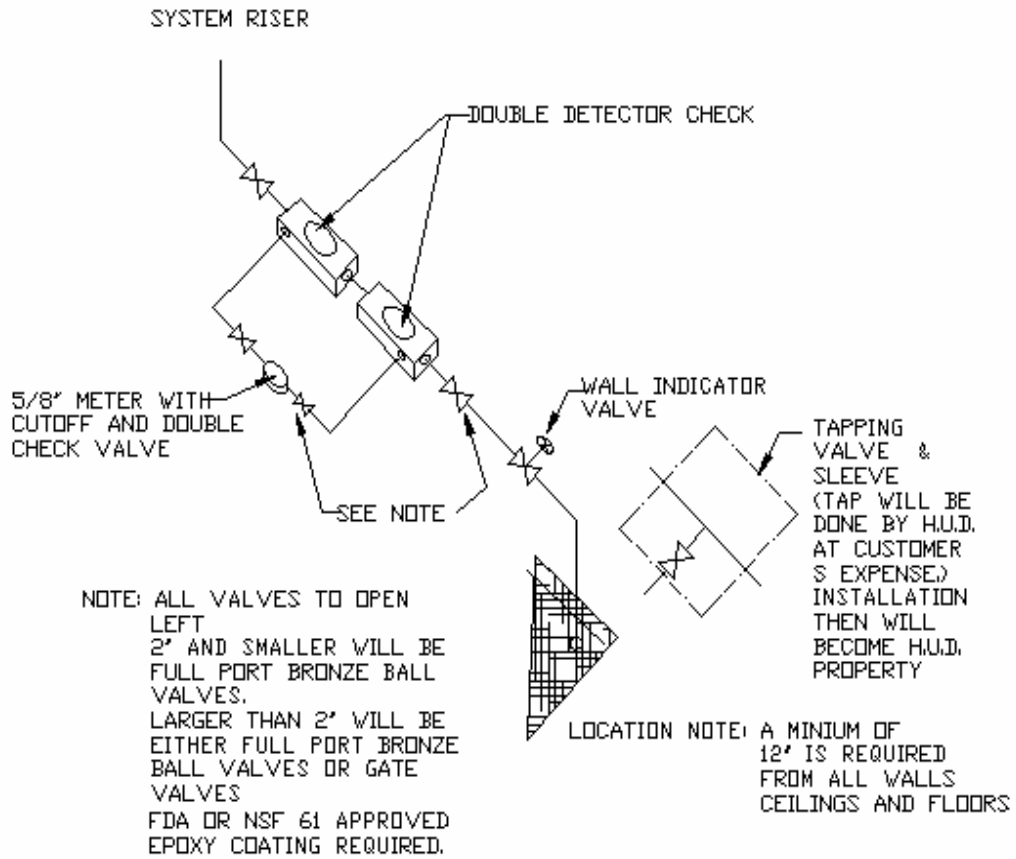 SYSTEM RISER
DOUBLE DETECTOR CHECK
5/8" METER WITH
CUTOFF AND DOUBLE
CHECK VALVE
WALL INDICATOR
VALVE
TAPPING
VALVE &
SLEEVE
(TAP WILL BE
DONE BY H.U.D.
AT CUSTOMER
S EXPENSE.)
INSTALLATION
THEN WILL
BECOME H.U.D.
PROPERTY
SEE NOTE
NOTE: ALL VALVES TO OPEN
LEFT
2" AND SMALLER WILL BE
FULL PORT BRONZE BALL
VALVES.
LARGER THAN 2" WILL BE
EITHER FULL PORT BRONZE
BALL VALVES OR GATE
VALVES
FDA OR NSF 61 APPROVED
EPOXY COATING REQUIRED.
LOCATION NOTE: A MINIUM OF
12" IS REQUIRED
FROM ALL WALLS
CEILINGS AND FLOORS